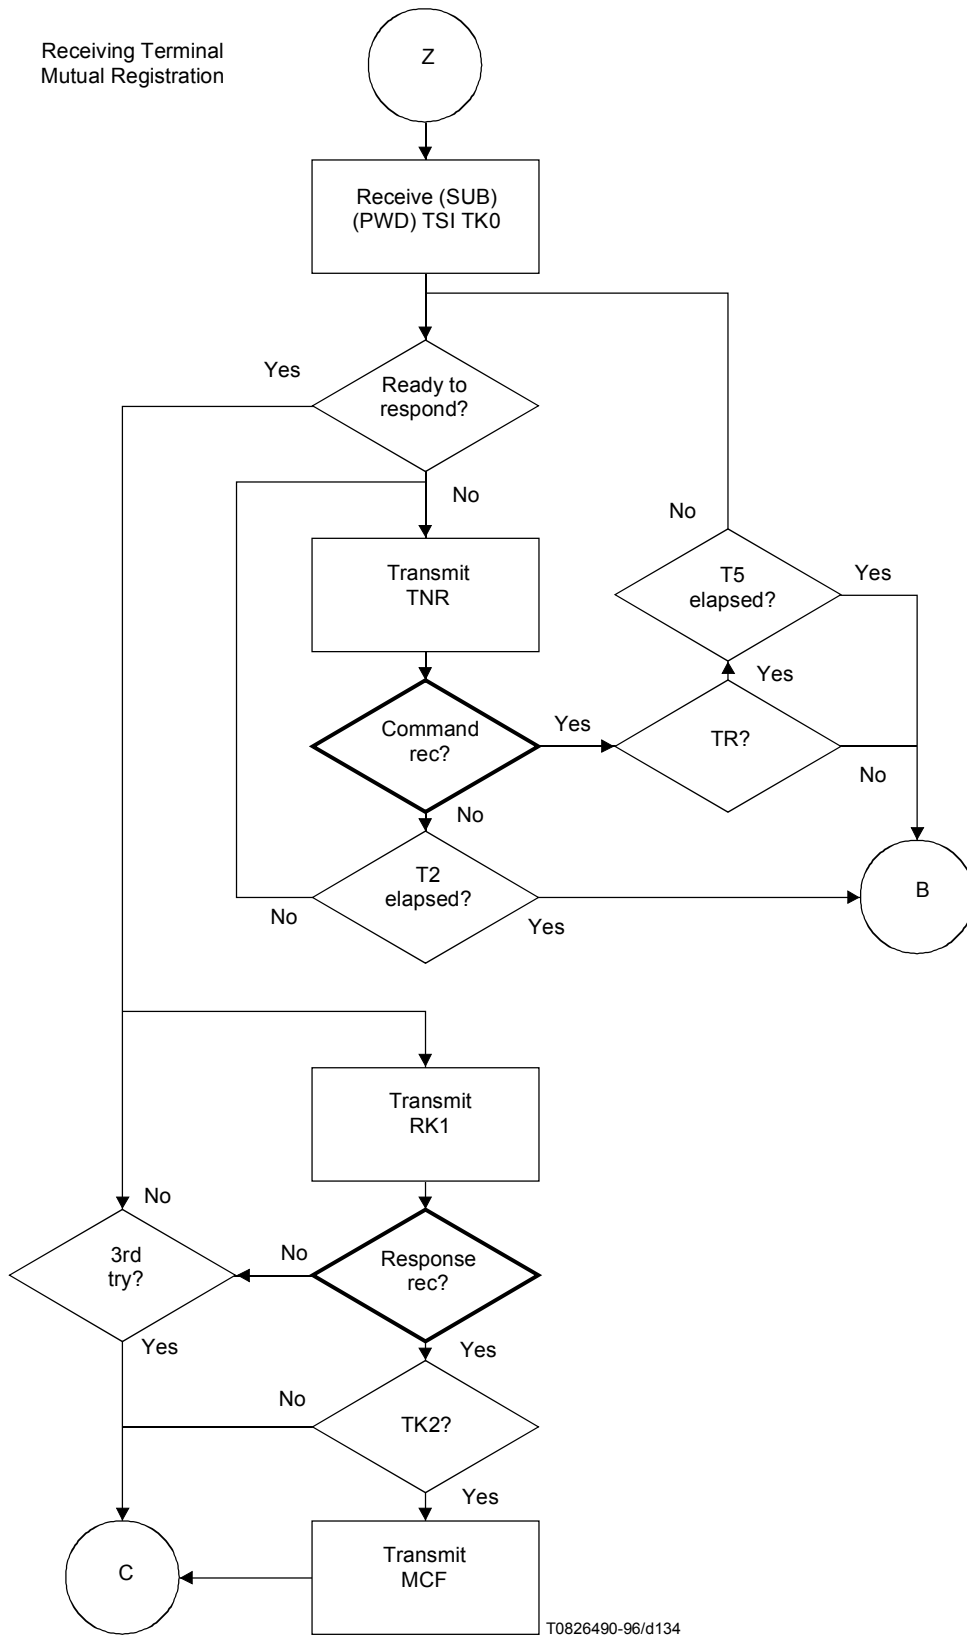 Receiving Terminal
Mutual Registration
Z
Receive (SUB)
(PWD) TSI TK0
Yes
Ready to
respond?
No
No
Transmit
TNR
T5
elapsed?
Yes
Yes
Command
rec?
Yes
TR?
No
No
T2
elapsed?
No
Yes
B
Transmit
RK1
No
3rd
try?
No
Response
rec?
Yes
Yes
No
TK2?
Yes
C
Transmit
MCF
T0826490-96/d134